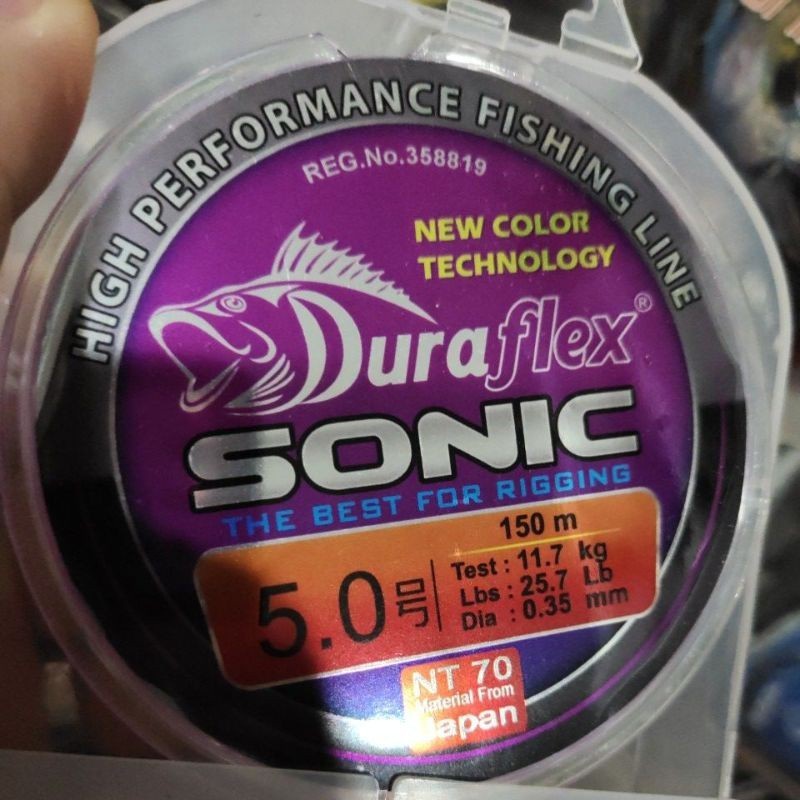 HIGH PERFORMANCE FISHING LINE
REG.No.358819
NEW COLOR
TECHNOLOGY
Duraflex®
SONIC
THE BEST FOR RIGGING
150 m
5.0号
Test : 11.7 kg
Lbs : 25.7 Lb
Dia : 0.35 mm
NT 70
Material From
Japan